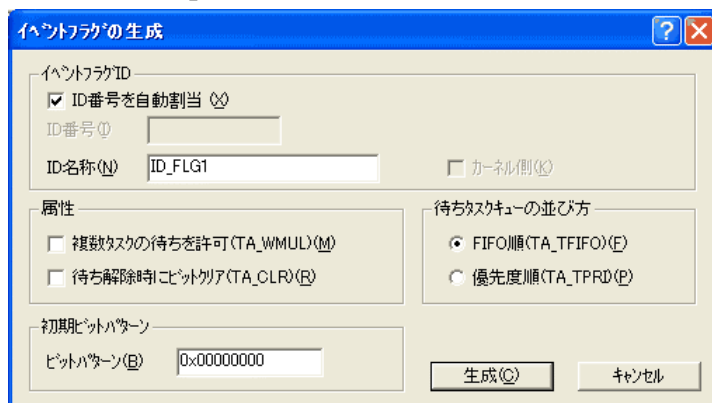 ｲﾍﾞﾝﾄﾌﾗｸﾞの生成
ｲﾍﾞﾝﾄﾌﾗｸﾞID
ID番号を自動割当 (X)
ID番号(I)
ID名称(N) ID_FLG1 カーネル側(K)
属性
複数タスクの待ちを許可(TA_WMUL)(M)
待ち解除時にビットクリア(TA_CLR)(R)
待ちタスクキューの並び方
FIFO順(TA_TFIFO)(F)
優先度順(TA_TPRI)(P)
初期ﾋﾞｯﾄﾊﾟﾀｰﾝ
ﾋﾞｯﾄﾊﾟﾀｰﾝ(B) 0x00000000
生成(C) ｷｬﾝｾﾙ